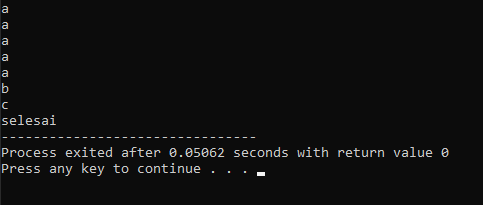 a
a
a
a
a
b
c
selesai
--------------------------------
Process exited after 0.05062 seconds with return value 0
Press any key to continue . . .